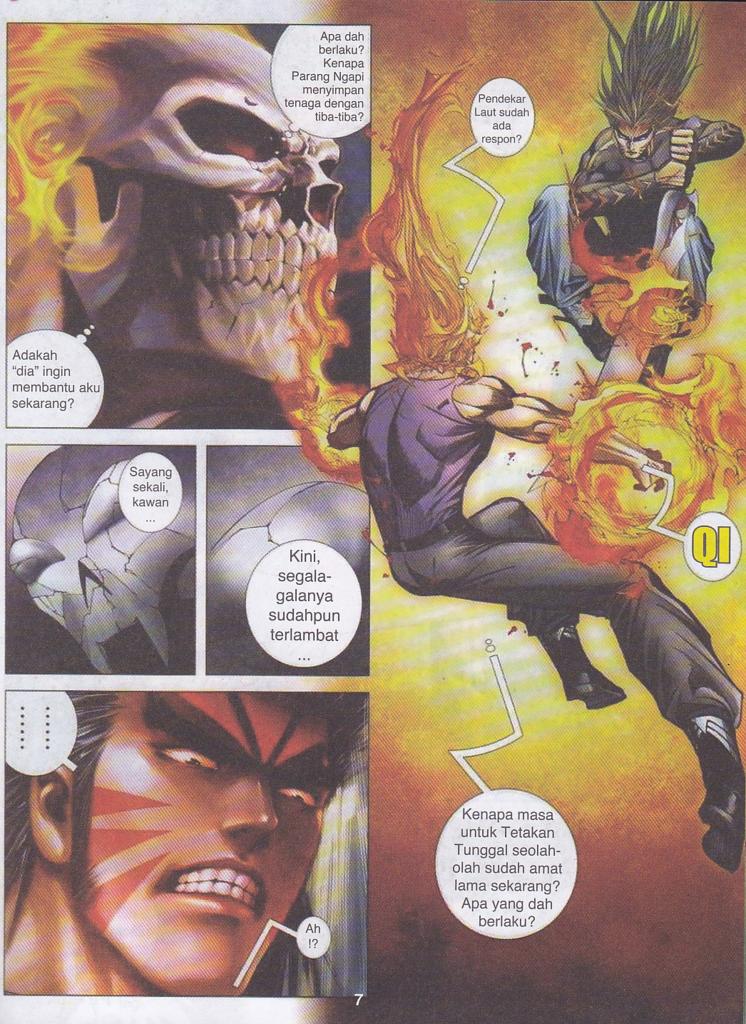 Apa dah
berlaku?
Kenapa
Parang Ngapi
menyimpan
tenaga dengan
tiba-tiba?
Adakah
“dia” ingin
membantu aku
sekarang?
Pendekar
Laut sudah
ada
respon?
QI
Sayang
sekali,
kawan
...
Kini,
segala-
galanya
sudahpun
terlambat
...
Kenapa masa
untuk Tetakan
Tunggal seolah-
olah sudah amat
lama sekarang?
Apa yang dah
berlaku?
Ah
!?
7